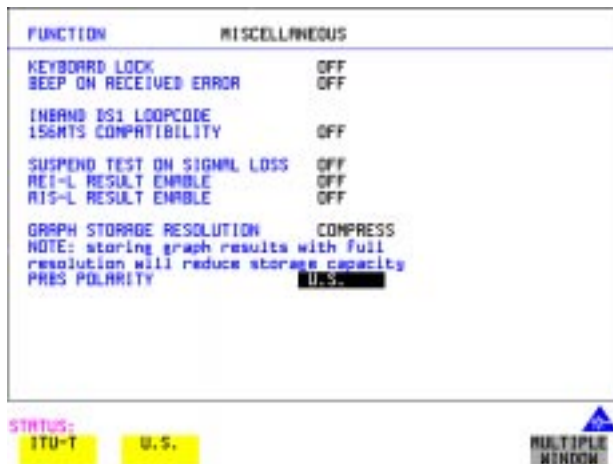 FUNCTION MISCELLANEOUS
KEYBOARD LOCK OFF
BEEP ON RECEIVED ERROR OFF
INBAND DS1 LOOPCODE
156MTS COMPATIBILITY OFF
SUSPEND TEST ON SIGNAL LOSS OFF
REI-L RESULT ENABLE OFF
AIS-L RESULT ENABLE OFF
GRAPH STORAGE RESOLUTION COMPRESS
NOTE: storing graph results with full
resolution will reduce storage capacity
PRBS POLARITY U.S.
STATUS:
ITU-T U.S. MULTIPLE
WINDOW